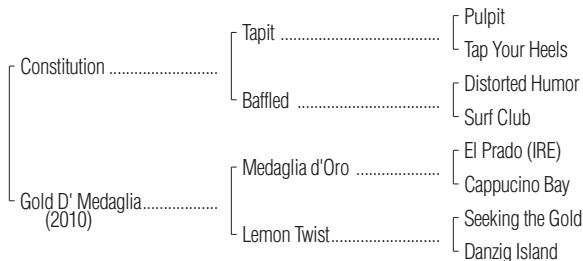 Pulpit
Tapit ..............................
Tap Your Heels
Constitution .........................
Distorted Humor
Baffled ..........................
Surf Club
El Prado (IRE)
Medaglia d'Oro .................
Cappucino Bay
Gold D' Medaglia.................
(2010)
Seeking the Gold
Lemon Twist......................
Danzig Island